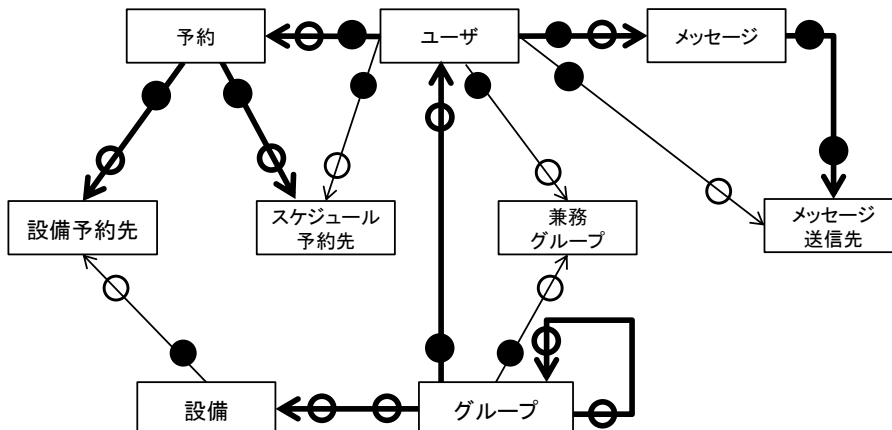 予約
ユーザ
メッセージ
設備予約先
スケジュール
予約先
兼務
グループ
メッセージ
送信先
設備
グループ